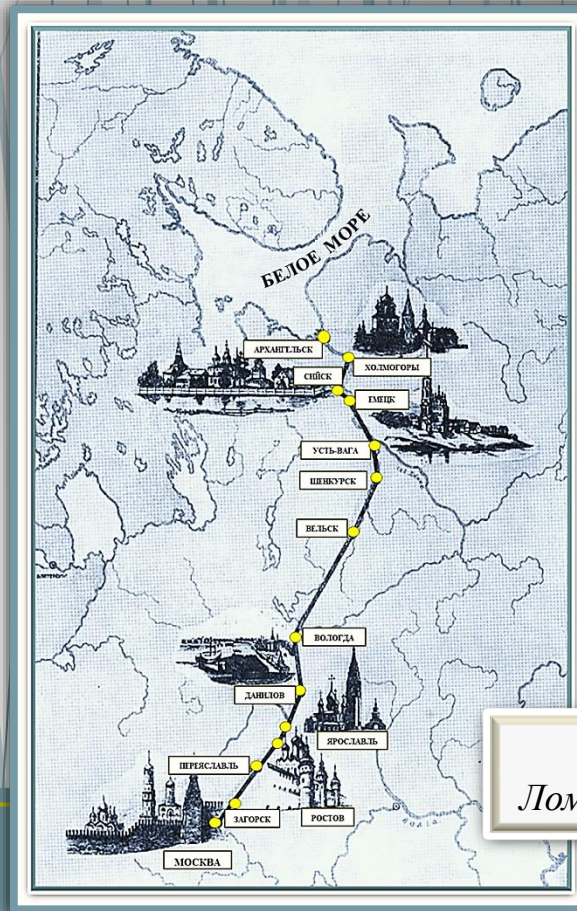 БЕЛОЕ МОРЕ
АРХАНГЕЛЬСК
ХОЛМОГОРЫ
СИЙСК
ЕМЕЦК
УСТЬ-ВАГА
ШЕНКУРСК
ВЕЛЬСК
ВОЛОГДА
ДАНИЛОВ
ЯРОСЛАВЛЬ
ПЕРЕЯСЛАВЛЬ
ЗАГОРСК
РОСТОВ
МОСКВА
Лом